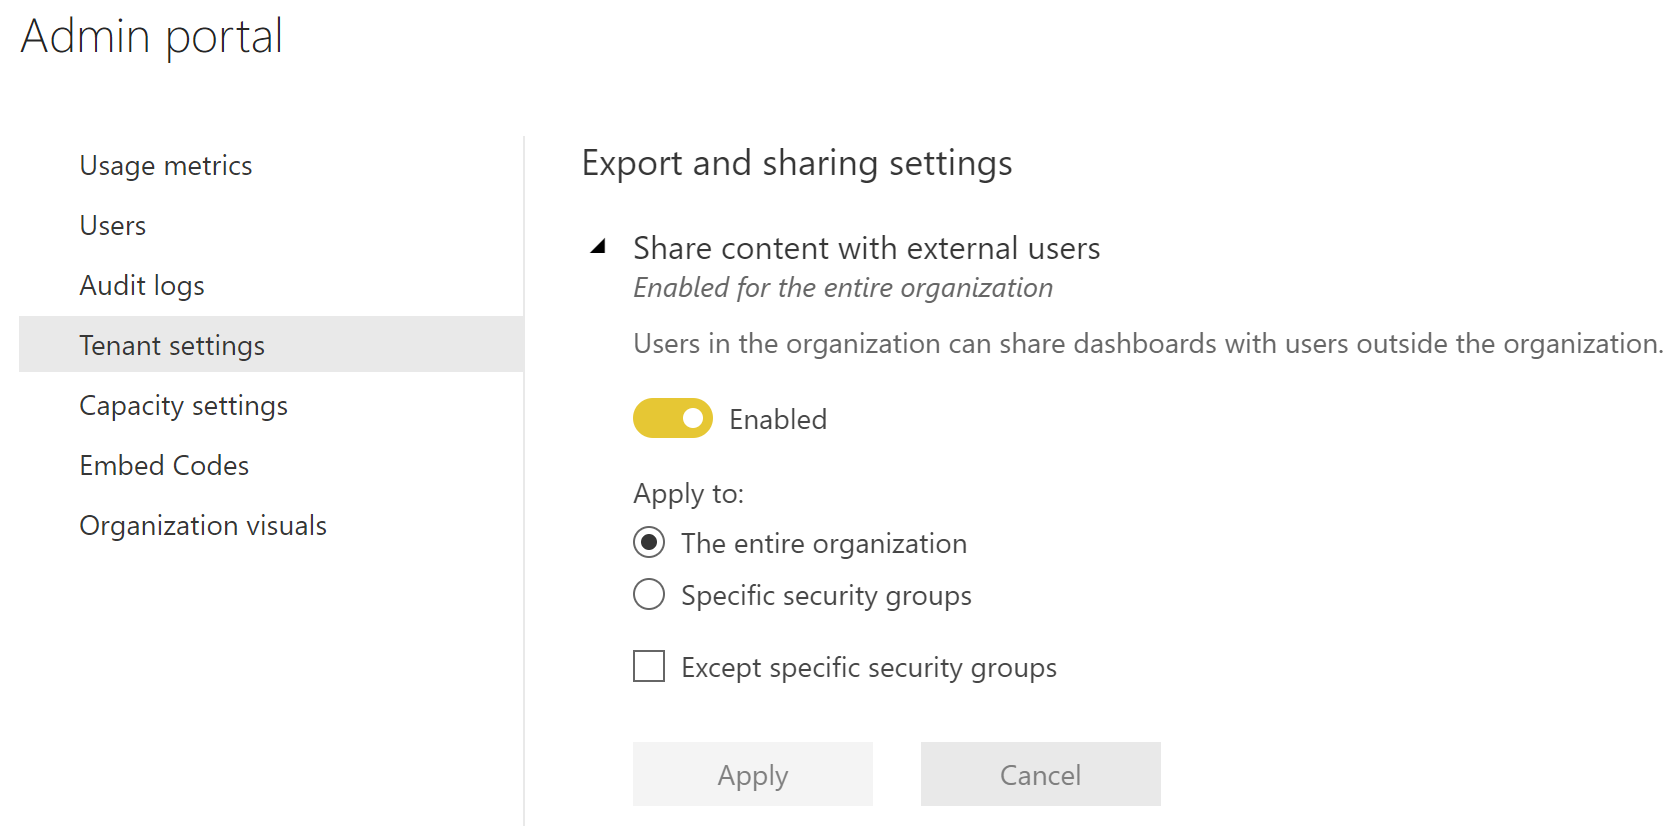 Admin portal
Usage metrics
Users
Audit logs
Tenant settings
Capacity settings
Embed Codes
Organization visuals
Export and sharing settings
Share content with external users
Enabled for the entire organization
Users in the organization can share dashboards with users outside the organization.
Enabled
Apply to:
The entire organization
Specific security groups
Except specific security groups
Apply
Cancel